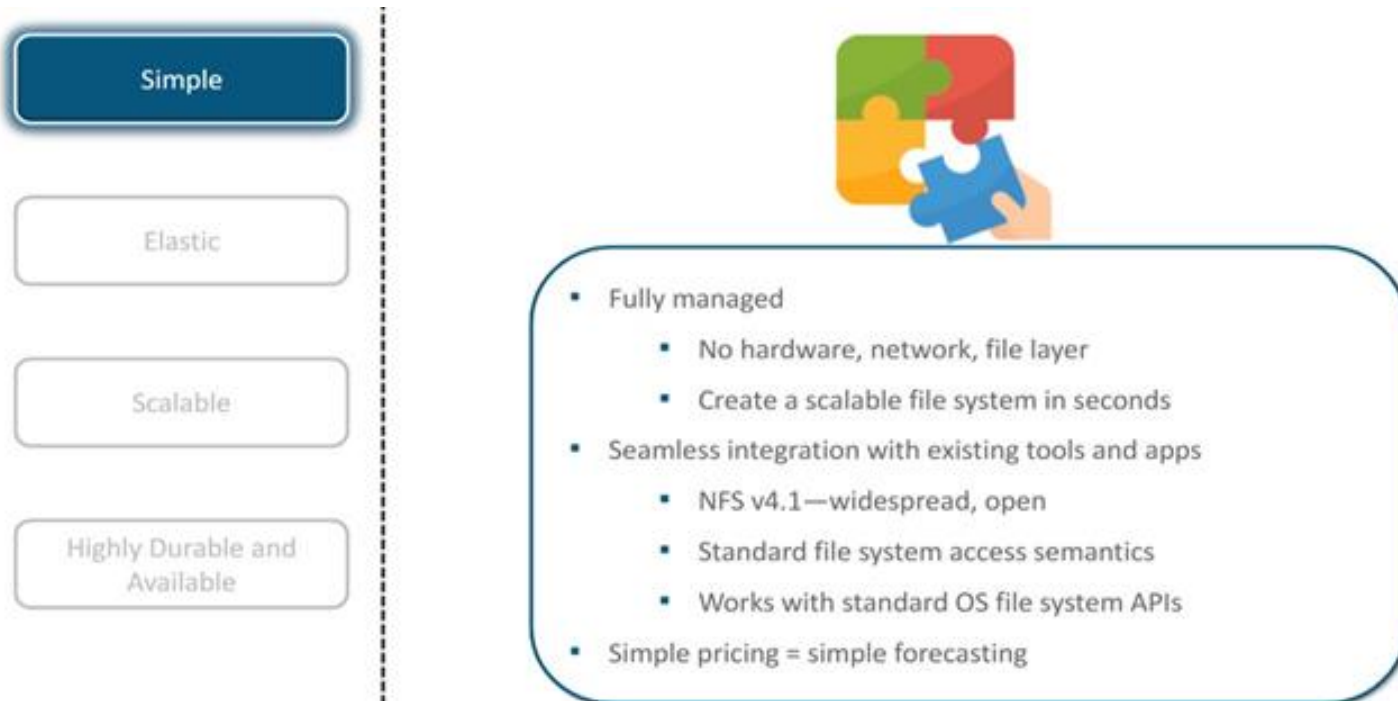 Simple
Elastic
Scalable
Highly Durable and
Available
▪ Fully managed
▪ No hardware, network, file layer
▪ Create a scalable file system in seconds
▪ Seamless integration with existing tools and apps
▪ NFS v4.1—widespread, open
▪ Standard file system access semantics
▪ Works with standard OS file system APIs
▪ Simple pricing = simple forecasting